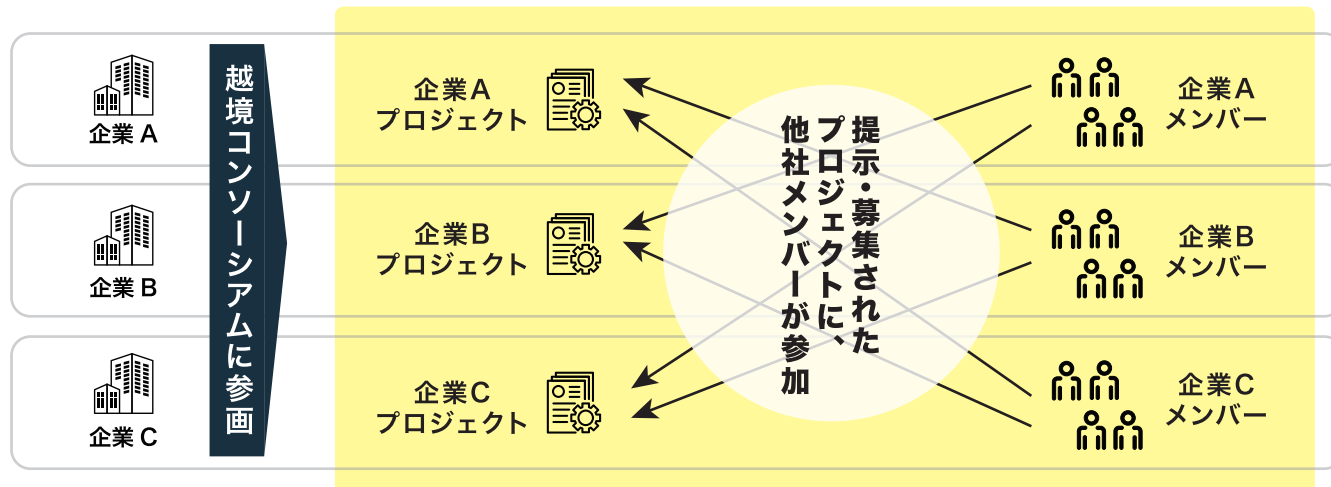 企業 A
企業 B
企業 C
越境コンソーシアムに参画
企業A
プロジェクト
企業B
プロジェクト
企業C
プロジェクト
提示・募集された
プロジェクトに、
他社メンバーが参加
企業A
メンバー
企業B
メンバー
企業C
メンバー